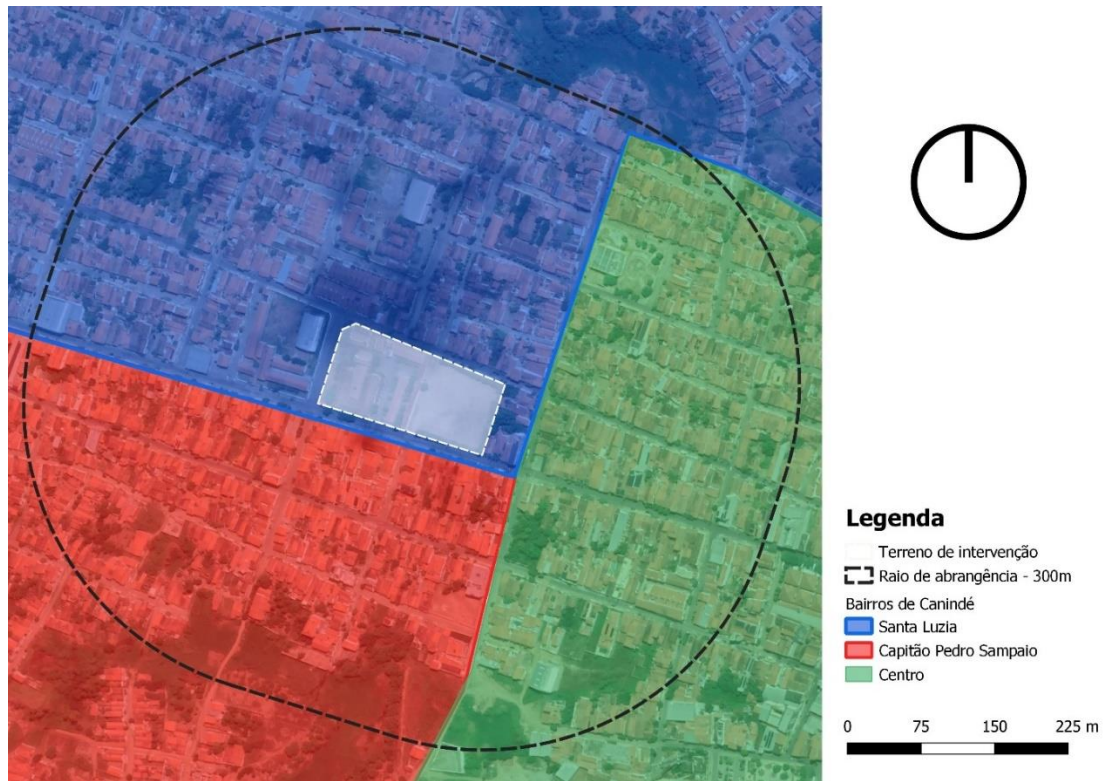 Legenda
Terreno de intervenção
Raio de abrangência - 300m
Bairros de Canindé
Santa Luzia
Capitão Pedro Sampaio
Centro
0 75 150 225 m